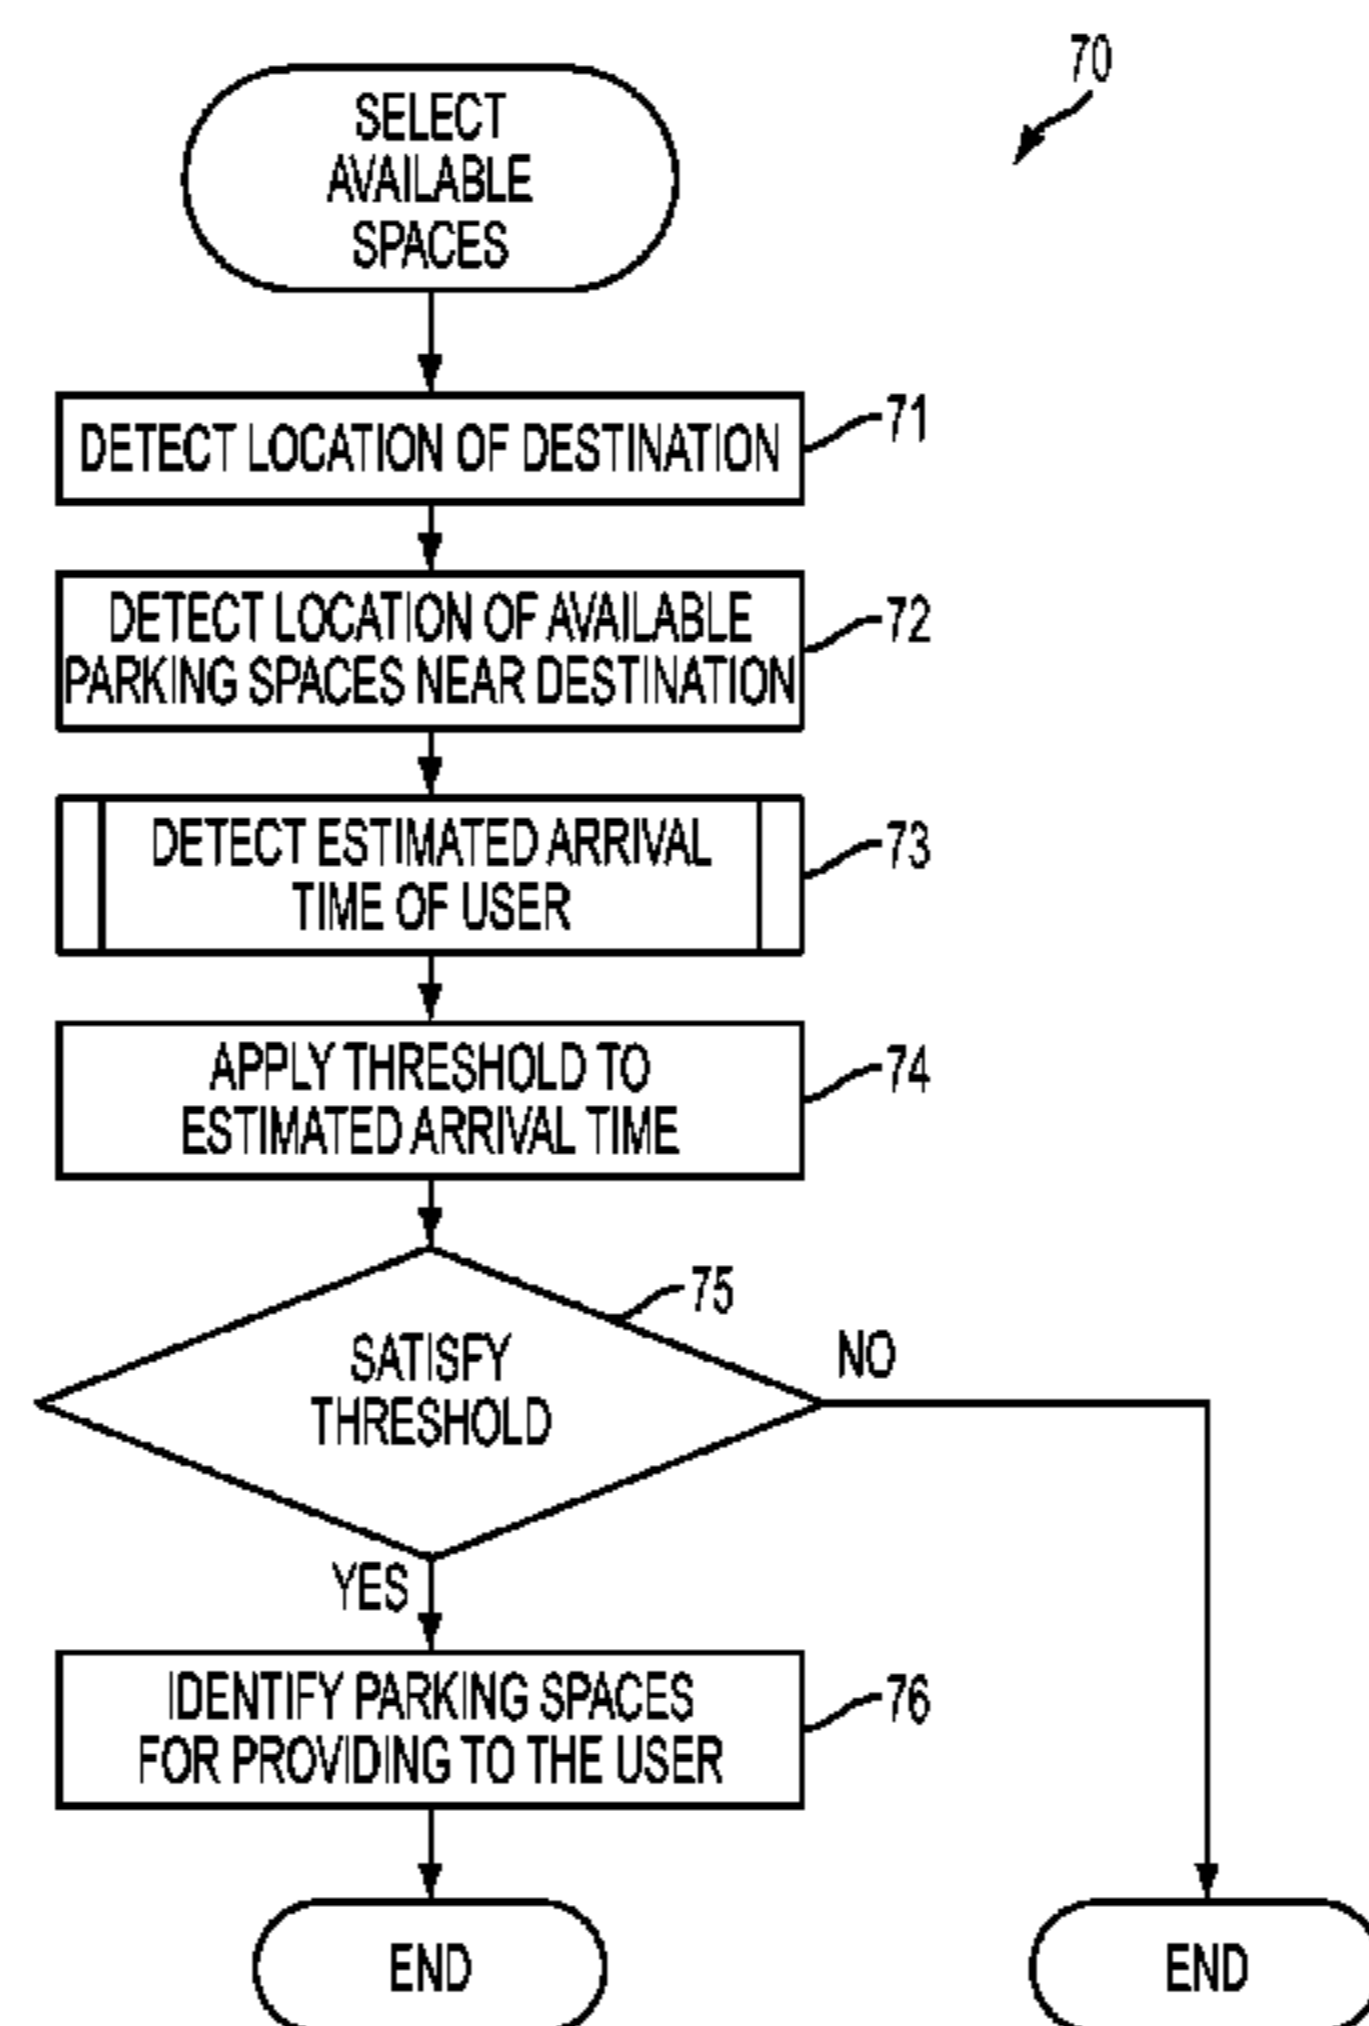 70
SELECT
AVAILABLE
SPACES
DETECT LOCATION OF DESTINATION
71
DETECT LOCATION OF AVAILABLE
PARKING SPACES NEAR DESTINATION
72
DETECT ESTIMATED ARRIVAL
TIME OF USER
73
APPLY THRESHOLD TO
ESTIMATED ARRIVAL TIME
74
75
SATISFY
THRESHOLD
NO
YES
IDENTIFY PARKING SPACES
FOR PROVIDING TO THE USER
76
END
END